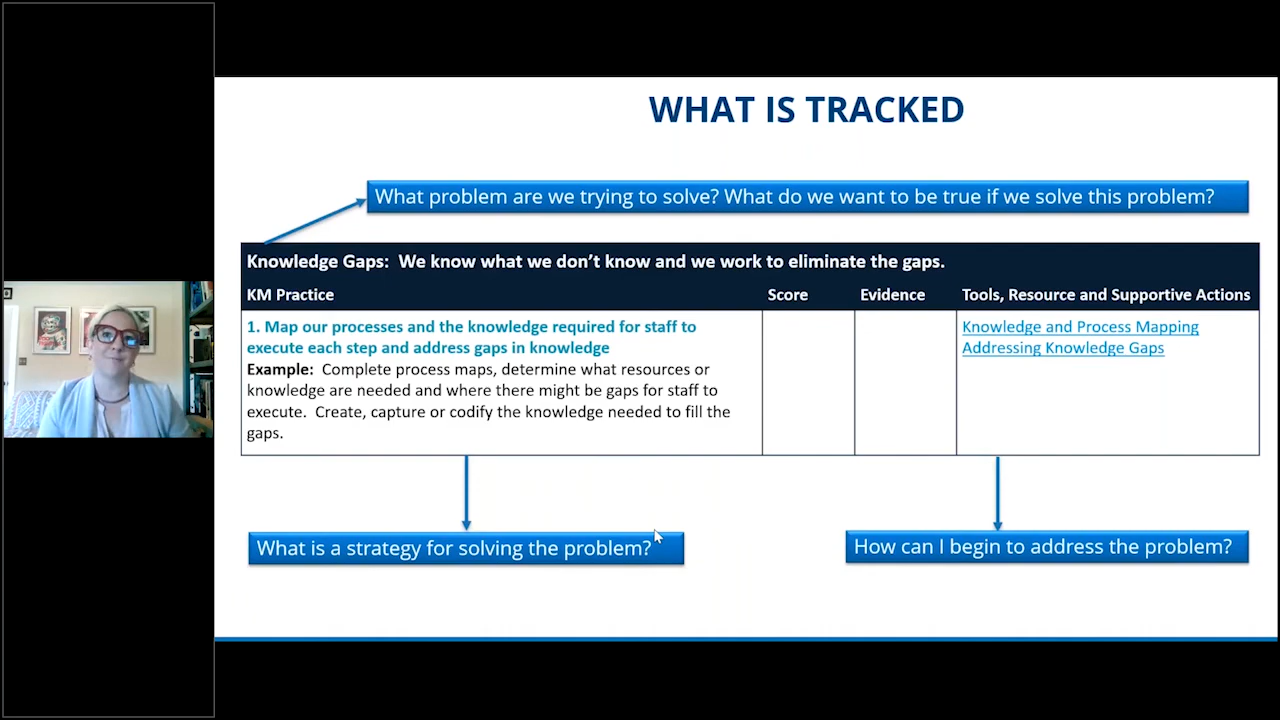 WHAT IS TRACKED
What problem are we trying to solve? What do we want to be true if we solve this problem?
Knowledge Gaps:  We know what we don't know and we work to eliminate the gaps.
KM Practice
Score
Evidence
Tools, Resource and Supportive Actions
1. Map our processes and the knowledge required for staff to
execute each step and address gaps in knowledge
Example:  Complete process maps, determine what resources or
knowledge are needed and where there might be gaps for staff to
execute.  Create, capture or codify the knowledge needed to fill the
gaps.
Knowledge and Process Mapping
Addressing Knowledge Gaps
What is a strategy for solving the problem?
How can I begin to address the problem?